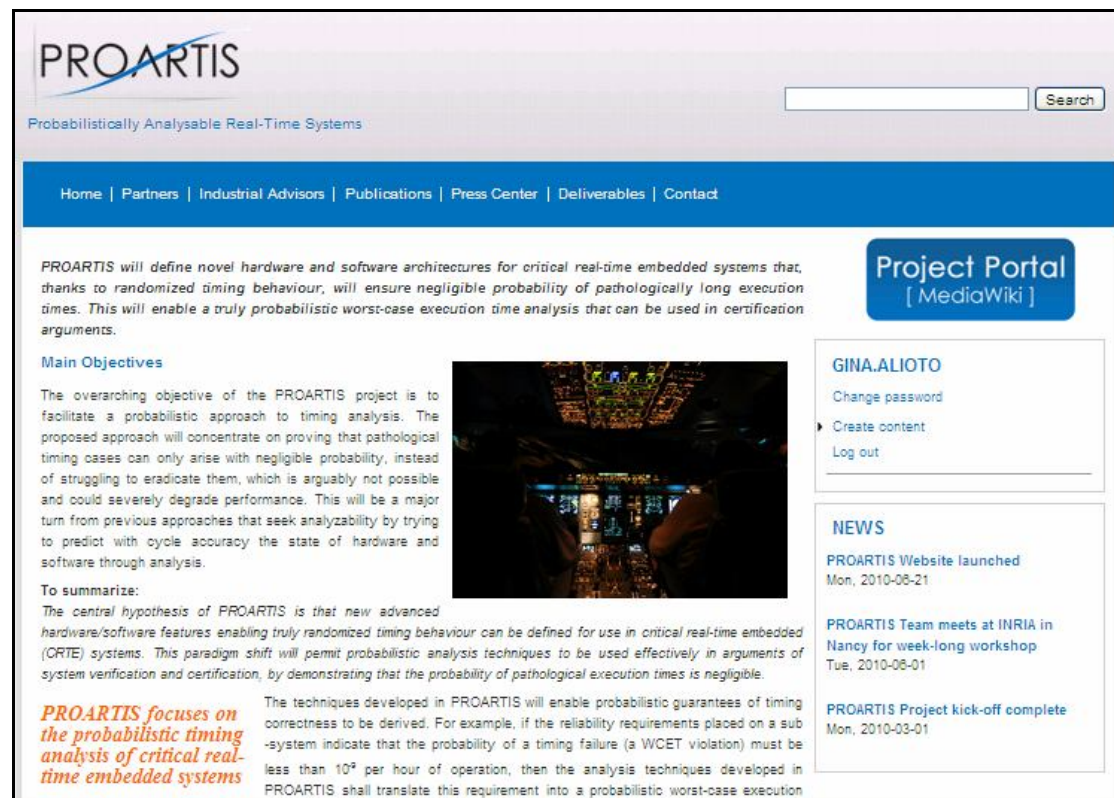 PROARTIS
Search
Probabilistically Analysable Real-Time Systems
Home | Partners | Industrial Advisors | Publications | Press Center | Deliverables | Contact
PROARTIS will define novel hardware and software architectures for critical real-time embedded systems that,
thanks to randomized timing behaviour, will ensure negligible probability of pathologically long execution
times. This will enable a truly probabilistic worst-case execution time analysis that can be used in certification
arguments.
Main Objectives
The overarching objective of the PROARTIS project is to
facilitate a probabilistic approach to timing analysis. The
proposed approach will concentrate on proving that pathological
timing cases can only arise with negligible probability, instead
of struggling to eradicate them, which is arguably not possible
and could severely degrade performance. This will be a major
turn from previous approaches that seek analyzability by trying
to predict with cycle accuracy the state of hardware and
software through analysis.
To summarize:
The central hypothesis of PROARTIS is that new advanced
hardware/software features enabling truly randomized timing behaviour can be defined for use in critical real-time embedded
(CRTE) systems. This paradigm shift will permit probabilistic analysis techniques to be used effectively in arguments of
system verification and certification, by demonstrating that the probability of pathological execution times is negligible.
PROARTIS focuses on
the probabilistic timing
analysis of critical real-
time embedded systems
The techniques developed in PROARTIS will enable probabilistic guarantees of timing
correctness to be derived. For example, if the reliability requirements placed on a sub
-system indicate that the probability of a timing failure (a WCET violation) must be
less than 10⁻⁹ per hour of operation, then the analysis techniques developed in
PROARTIS shall translate this requirement into a probabilistic worst-case execution
Project Portal
[ MediaWiki ]
GINA.ALIOTO
Change password
Create content
Log out
NEWS
PROARTIS Website launched
Mon, 2010-06-21
PROARTIS Team meets at INRIA in
Nancy for week-long workshop
Tue, 2010-06-01
PROARTIS Project kick-off complete
Mon, 2010-03-01